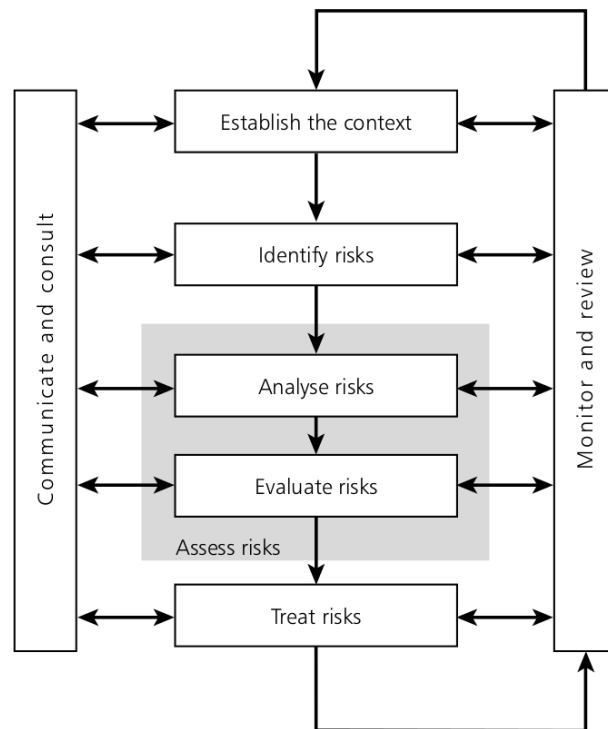 Communicate and consult
Establish the context
Identify risks
Analyse risks
Evaluate risks
Assess risks
Treat risks
Monitor and review